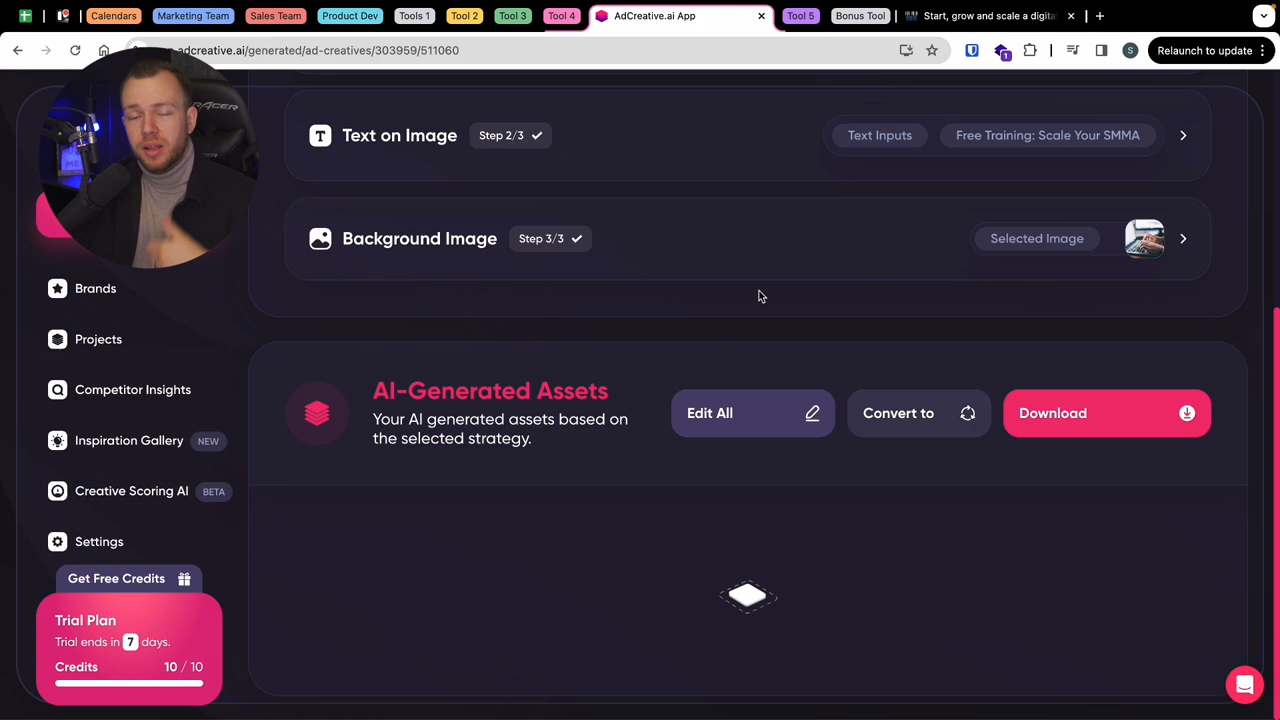 Calendars
Marketing Team
Sales Team
Product Dev
Tools 1
Tool 2
Tool 3
Tool 4
AdCreative.ai App
Tool 5
Bonus Tool
Start, grow and scale a digita
adcreative.ai/generated/ad-creatives/303959/511060
1
S
Relaunch to update
RACER
T
Text on Image
Step 2/3
Text Inputs
Free Training: Scale Your SMMA
Background Image
Step 3/3
Selected Image
Brands
Projects
Competitor Insights
Inspiration Gallery
NEW
Creative Scoring AI
BETA
Settings
Get Free Credits
Trial Plan
Trial ends in 7 days.
Credits
10 / 10
AI-Generated Assets
Your AI generated assets based on
the selected strategy.
Edit All
Convert to
Download